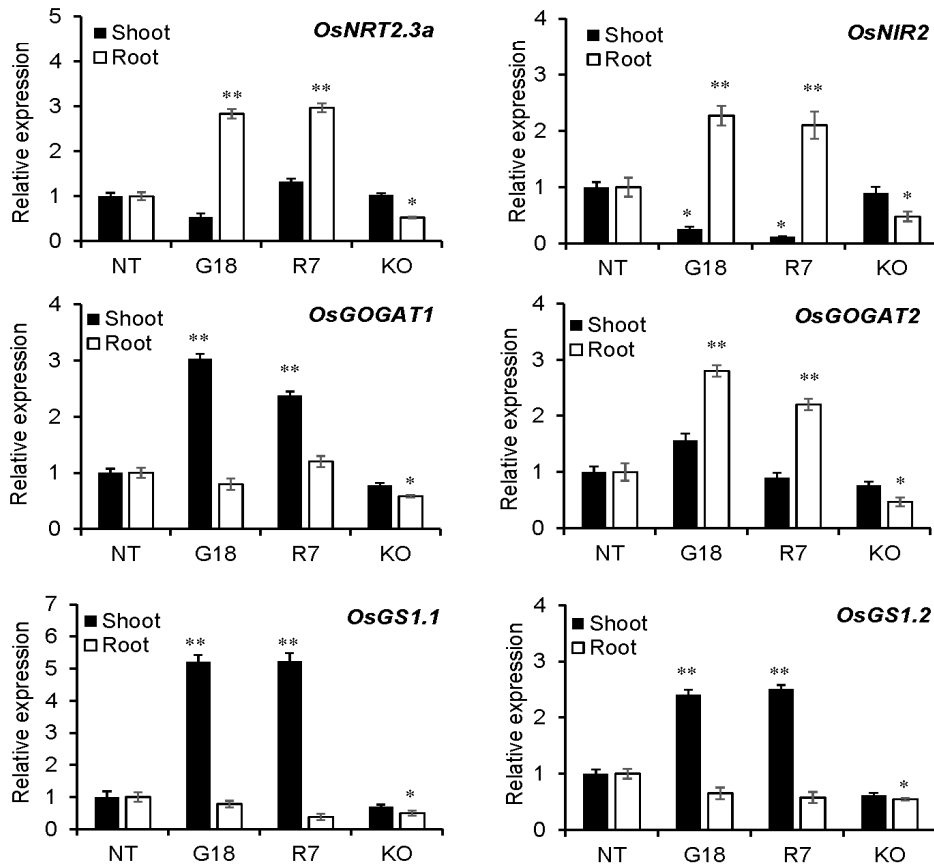 OsNRT2.3a
Shoot
Root
Relative expression
5
4
3
2
1
0
**
**
*
NT G18 R7 KO
OsNIR2
Shoot
Root
Relative expression
4
3
2
1
0
**
**
*
*
*
NT G18 R7 KO
OsGOGAT1
Shoot
Root
Relative expression
4
3
2
1
0
**
**
*
NT G18 R7 KO
OsGOGAT2
Shoot
Root
Relative expression
4
3
2
1
0
**
**
*
NT G18 R7 KO
OsGS1.1
Shoot
Root
Relative expression
7
6
5
4
3
2
1
0
**
**
*
NT G18 R7 KO
OsGS1.2
Shoot
Root
Relative expression
4
3
2
1
0
**
**
*
NT G18 R7 KO